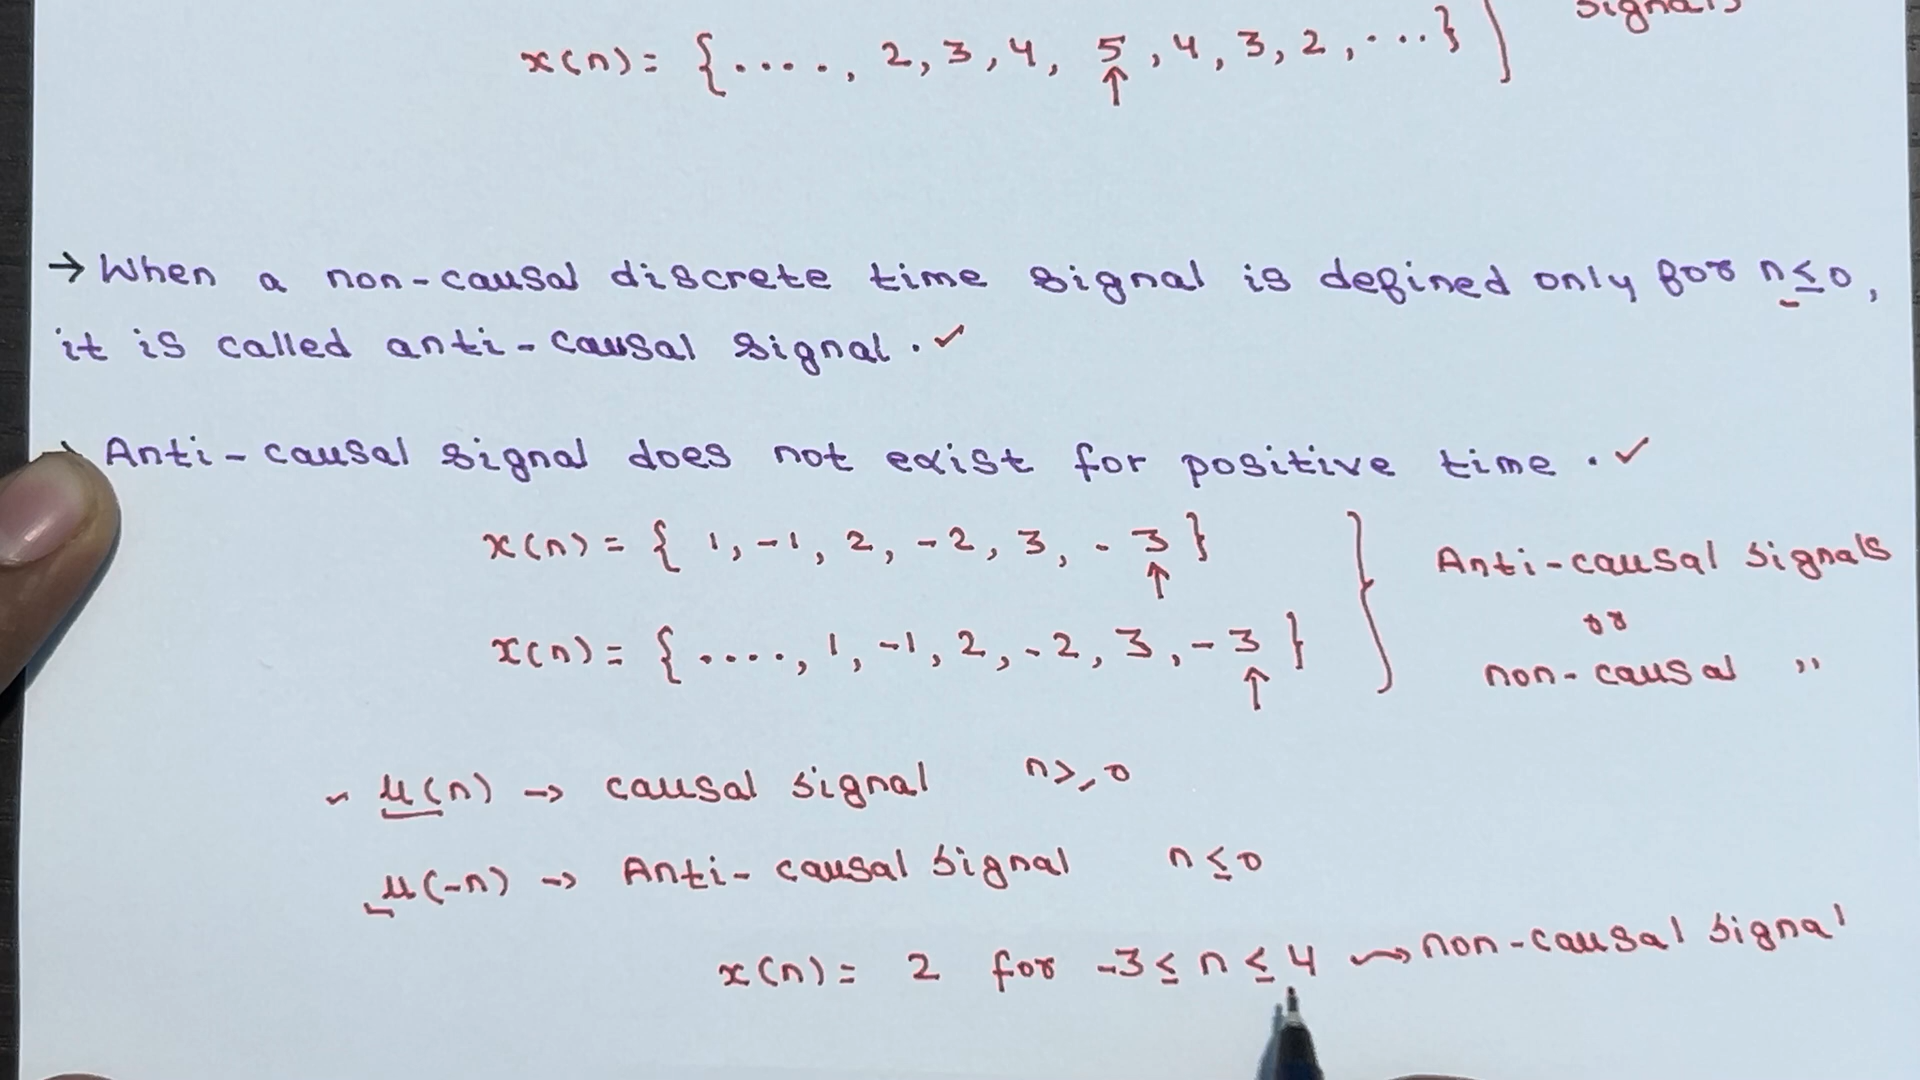 signals
x(n) = {...., 2, 3, 4, 5, 4, 3, 2, ...}
↑
→ When a non-causal discrete time signal is defined only for n≤0,
it is called anti-causal signal. ✓
Anti-causal signal does not exist for positive time. ✓
x(n) = { 1, -1, 2, -2, 3, -3 }
↑
Anti-causal signals
or
x(n) = {...., 1, -1, 2, -2, 3, -3 }
↑
non-causal "
μ(n) → causal signal n≥0
μ(-n) → Anti-causal signal n≤0
x(n) = 2 for -3 ≤ n ≤ 4 → non-causal signal